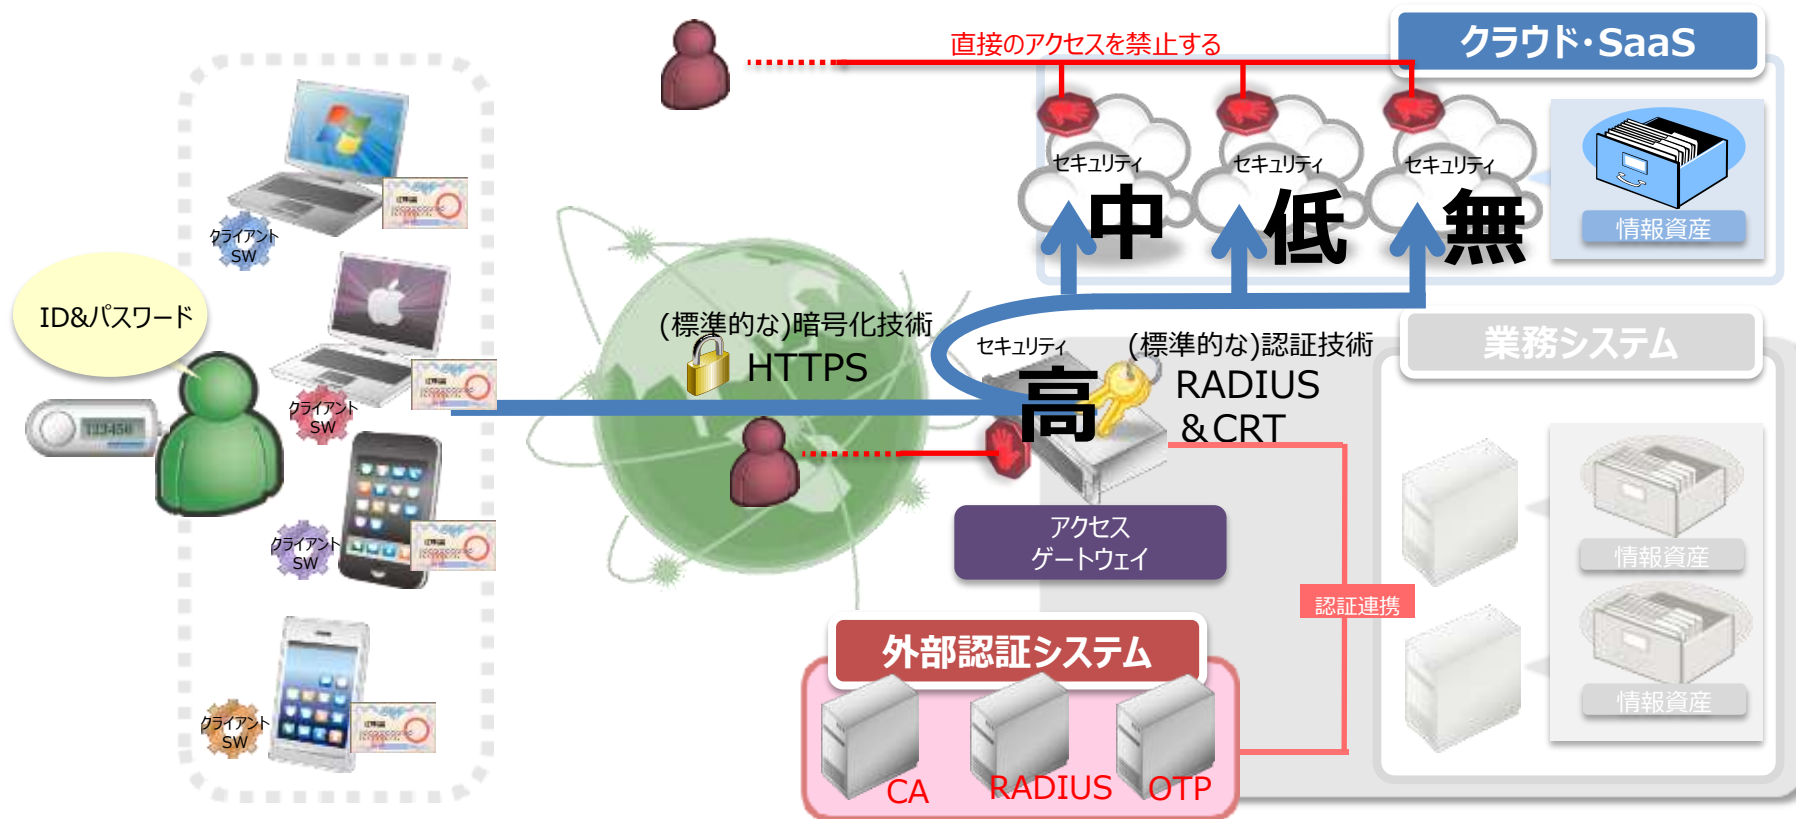 直接のアクセスを禁止する
クラウド・SaaS
セキュリティ
中
セキュリティ
低
セキュリティ
無
情報資産
クライアント
SW
ID&パスワード
クライアント
SW
123456
クライアント
SW
クライアント
SW
(標準的な)暗号化技術
HTTPS
セキュリティ
高
(標準的な)認証技術
RADIUS
&CRT
業務システム
アクセス
ゲートウェイ
情報資産
情報資産
認証連携
外部認証システム
CA
RADIUS
OTP